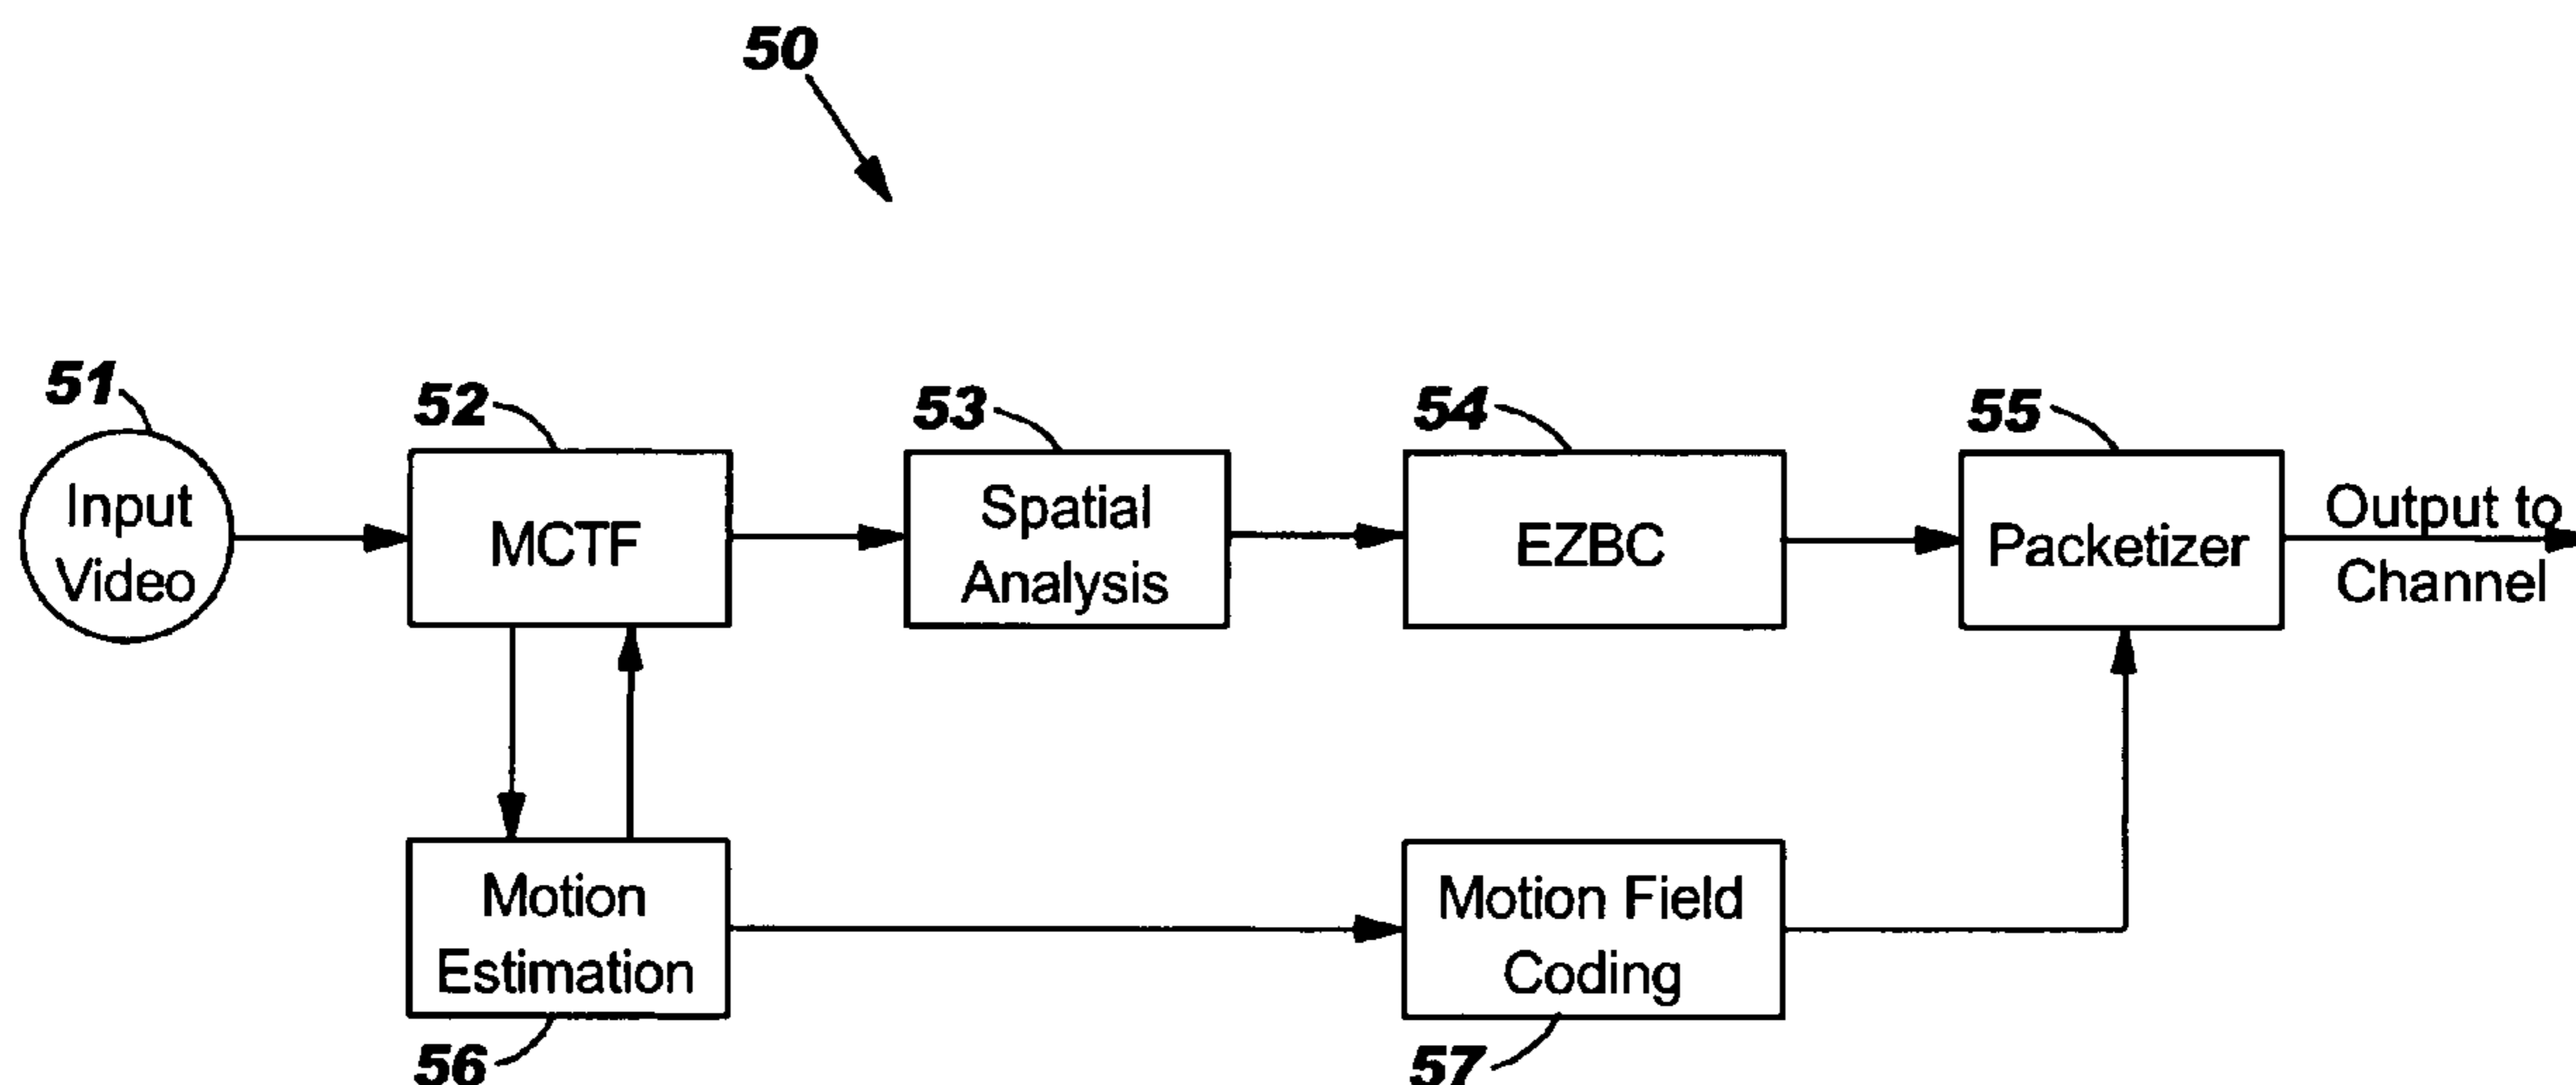 50
51
52
53
54
55
Input
Video
MCTF
Spatial
Analysis
EZBC
Packetizer
Output to
Channel
Motion
Estimation
Motion Field
Coding
56
57